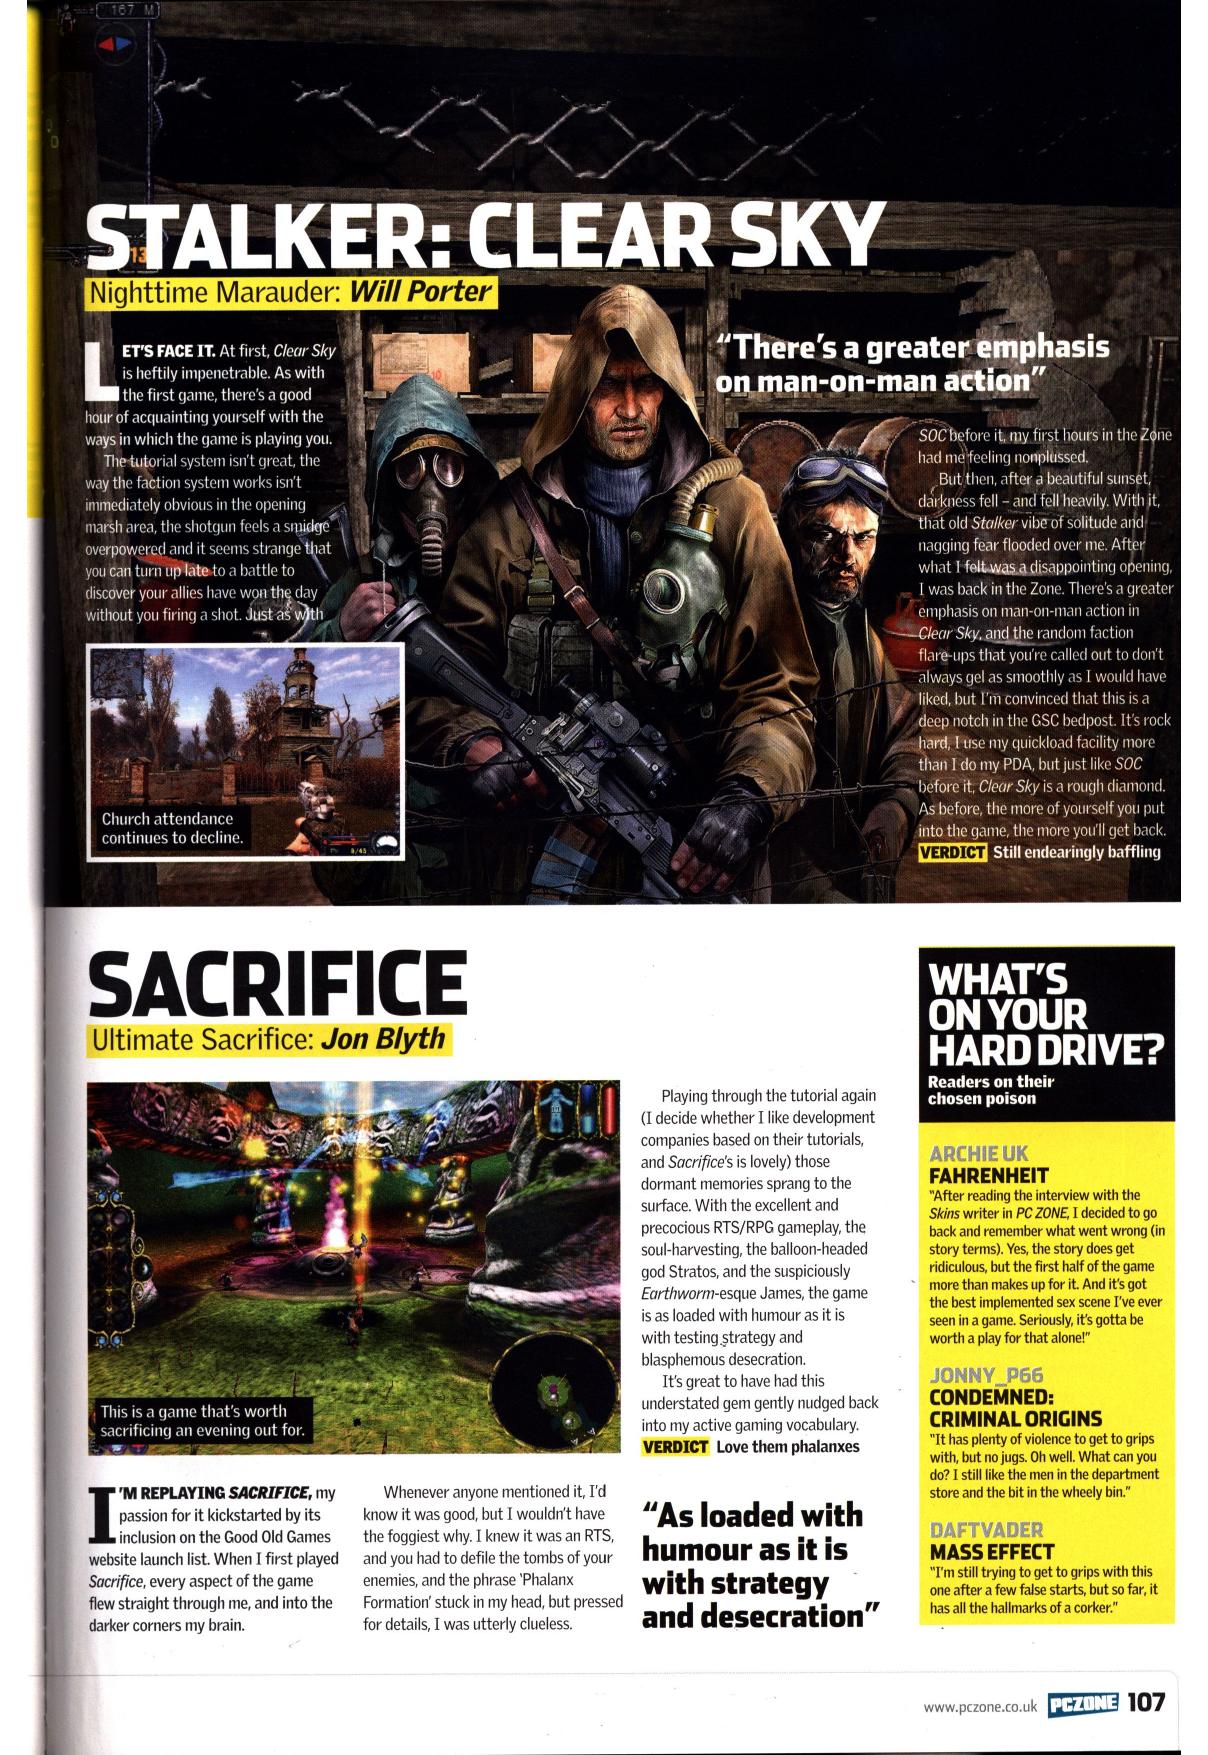 167 M
STALKER: CLEAR SKY
Nighttime Marauder: Will Porter
LET'S FACE IT. At first, Clear Sky
is heftily impenetrable. As with
the first game, there's a good
hour of acquainting yourself with the
ways in which the game is playing you.
The tutorial system isn't great, the
way the faction system works isn't
immediately obvious in the opening
marsh area, the shotgun feels a smidge
overpowered and it seems strange that
you can turn up late to a battle to
discover your allies have won the day
without you firing a shot. Just as with
"There's a greater emphasis
on man-on-man action"
SOC before it, my first hours in the Zone
had me feeling nonplussed.
But then, after a beautiful sunset,
darkness fell – and fell heavily. With it,
that old Stalker vibe of solitude and
nagging fear flooded over me. After
what I felt was a disappointing opening,
I was back in the Zone. There's a greater
emphasis on man-on-man action in
Clear Sky, and the random faction
flare-ups that you're called out to don't
always gel as smoothly as I would have
liked, but I'm convinced that this is a
deep notch in the GSC bedpost. It's rock
hard, I use my quickload facility more
than I do my PDA, but just like SOC
before it, Clear Sky is a rough diamond.
As before, the more of yourself you put
into the game, the more you'll get back.
VERDICT Still endearingly baffling
Church attendance
continues to decline.
SACRIFICE
Ultimate Sacrifice: Jon Blyth
This is a game that's worth
sacrificing an evening out for.
I'M REPLAYING SACRIFICE, my
passion for it kickstarted by its
inclusion on the Good Old Games
website launch list. When I first played
Sacrifice, every aspect of the game
flew straight through me, and into the
darker corners my brain.
Whenever anyone mentioned it, I'd
know it was good, but I wouldn't have
the foggiest why. I knew it was an RTS,
and you had to defile the tombs of your
enemies, and the phrase 'Phalanx
Formation' stuck in my head, but pressed
for details, I was utterly clueless.
Playing through the tutorial again
(I decide whether I like development
companies based on their tutorials,
and Sacrifice's is lovely) those
dormant memories sprang to the
surface. With the excellent and
precocious RTS/RPG gameplay, the
soul-harvesting, the balloon-headed
god Stratos, and the suspiciously
Earthworm-esque James, the game
is as loaded with humour as it is
with testing strategy and
blasphemous desecration.
It's great to have had this
understated gem gently nudged back
into my active gaming vocabulary.
VERDICT Love them phalanxes
"As loaded with
humour as it is
with strategy
and desecration"
WHAT'S
ON YOUR
HARD DRIVE?
Readers on their
chosen poison
ARCHIE UK
FAHRENHEIT
"After reading the interview with the
Skins writer in PC ZONE, I decided to go
back and remember what went wrong (in
story terms). Yes, the story does get
ridiculous, but the first half of the game
more than makes up for it. And it's got
the best implemented sex scene I've ever
seen in a game. Seriously, it's gotta be
worth a play for that alone!"
JONNY_P66
CONDEMNED:
CRIMINAL ORIGINS
"It has plenty of violence to get to grips
with, but no jugs. Oh well. What can you
do? I still like the men in the department
store and the bit in the wheely bin."
DAFTVADER
MASS EFFECT
"I'm still trying to get to grips with this
one after a few false starts, but so far, it
has all the hallmarks of a corker."
www.pczone.co.uk PCZONE 107